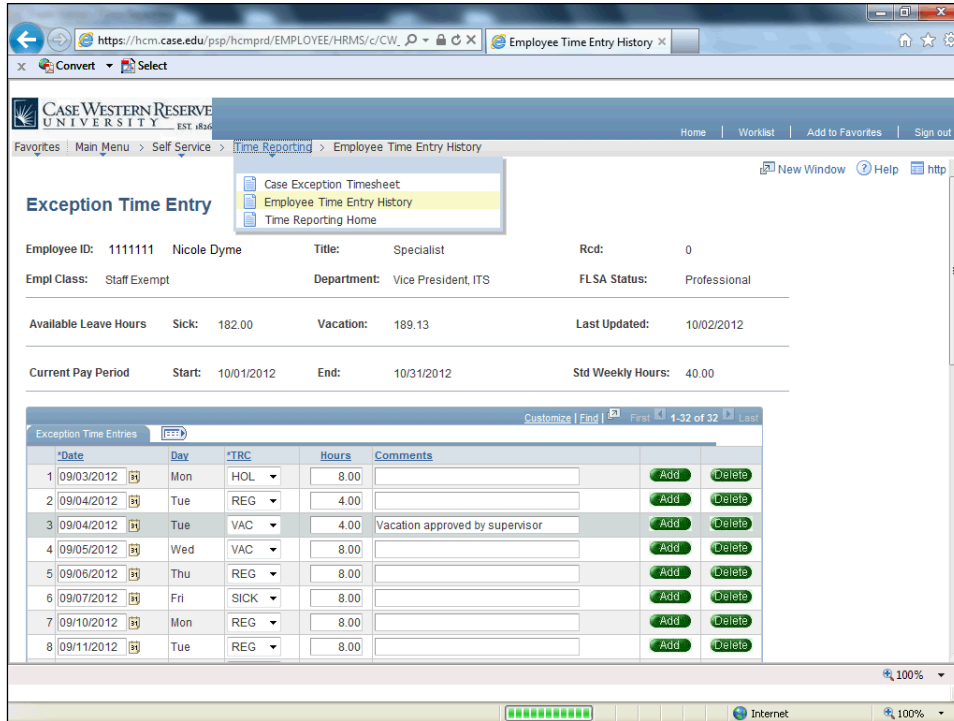 https://hcm.case.edu/psp/hcmprd/EMPLOYEE/HRMS/c/CW_
Employee Time Entry History
x Convert Select
CASE WESTERN RESERVE
UNIVERSITY EST. 1826
Home | Worklist | Add to Favorites | Sign out
Favorites Main Menu > Self Service > Time Reporting > Employee Time Entry History
New Window Help http
Case Exception Timesheet
Employee Time Entry History
Time Reporting Home
Exception Time Entry
Employee ID: 1111111 Nicole Dyme Title: Specialist Rcd: 0
Empl Class: Staff Exempt Department: Vice President, ITS FLSA Status: Professional
Available Leave Hours Sick: 182.00 Vacation: 189.13 Last Updated: 10/02/2012
Current Pay Period Start: 10/01/2012 End: 10/31/2012 Std Weekly Hours: 40.00
Customize | Find | First 1-32 of 32 Last
Exception Time Entries
*Date Day *TRC Hours Comments
1 09/03/2012 31 Mon HOL 8.00 Add Delete
2 09/04/2012 31 Tue REG 4.00 Add Delete
3 09/04/2012 31 Tue VAC 4.00 Vacation approved by supervisor Add Delete
4 09/05/2012 31 Wed VAC 8.00 Add Delete
5 09/06/2012 31 Thu REG 8.00 Add Delete
6 09/07/2012 31 Fri SICK 8.00 Add Delete
7 09/10/2012 31 Mon REG 8.00 Add Delete
8 09/11/2012 31 Tue REG 8.00 Add Delete
100%
Internet 100%